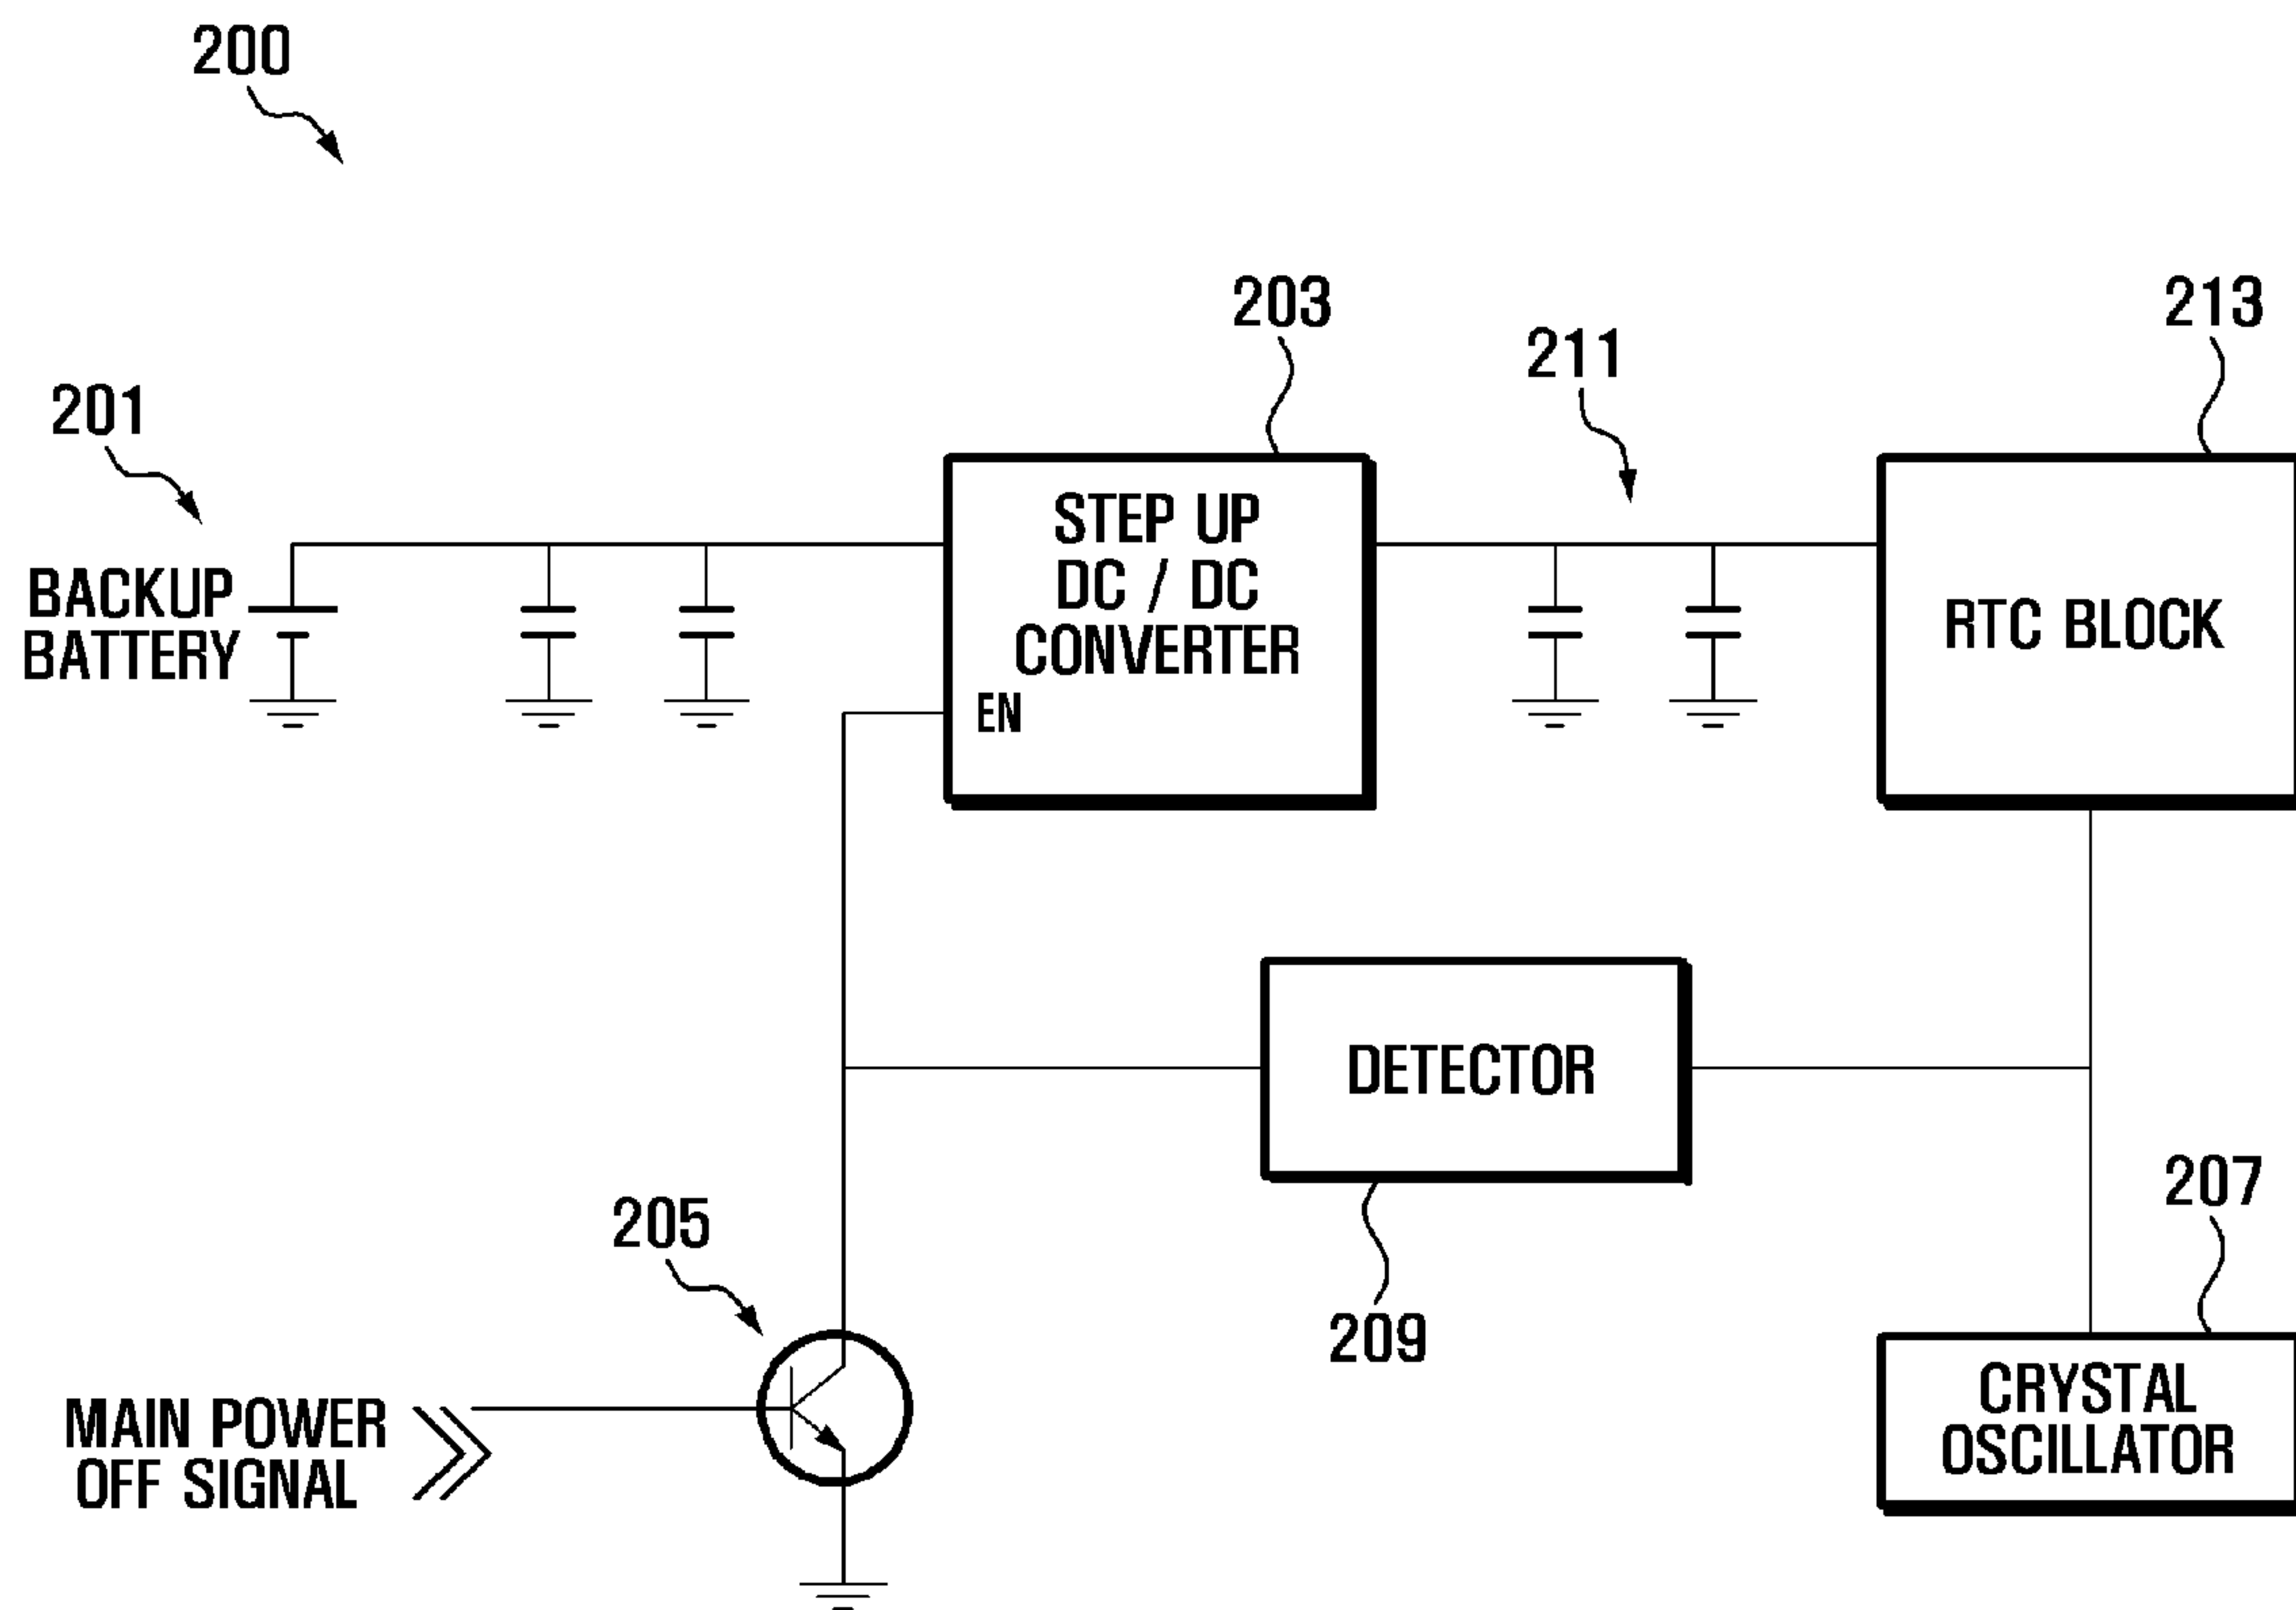 200
203
213
211
201
STEP UP
DC / DC
CONVERTER
EN
BACKUP
BATTERY
RTC BLOCK
DETECTOR
205
207
209
MAIN POWER
OFF SIGNAL
CRYSTAL
OSCILLATOR